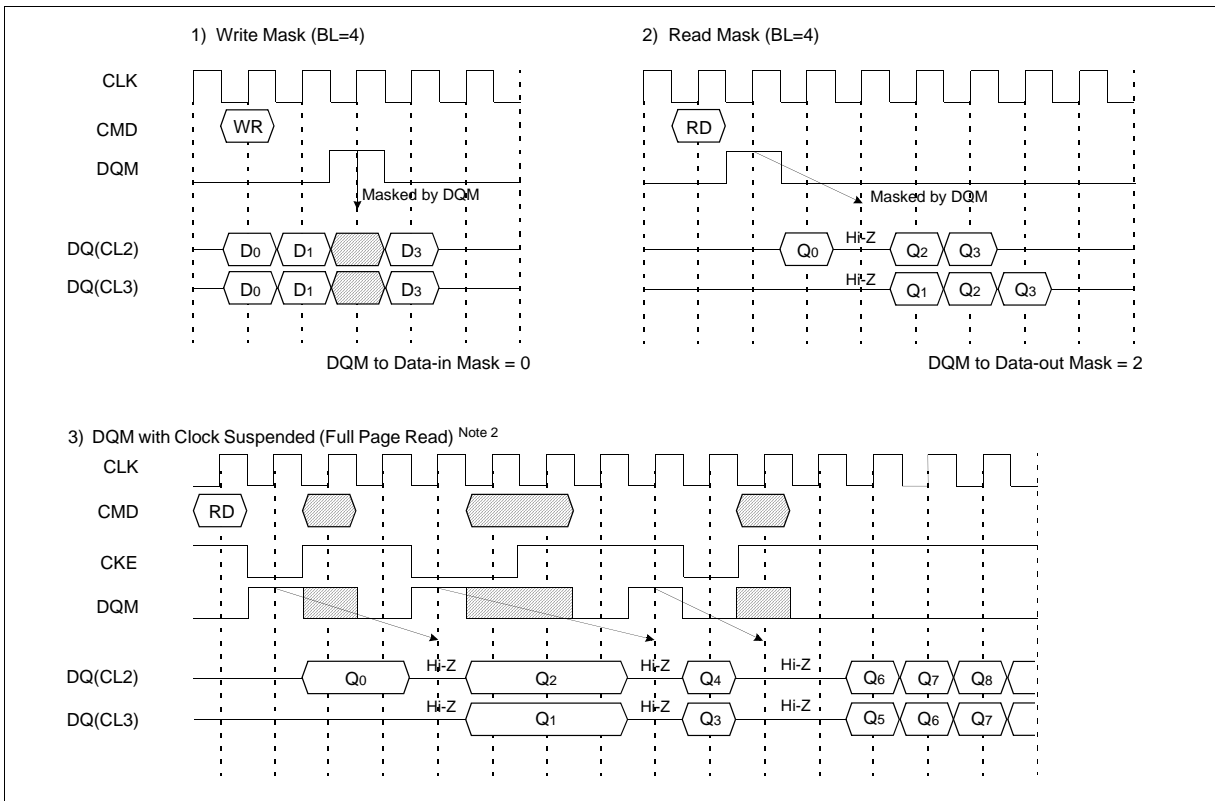 1) Write Mask (BL=4)
2) Read Mask (BL=4)
CLK
CMD
WR
RD
DQM
Masked by DQM
Masked by DQM
DQ(CL2)
D0 D1 D3
Q0 Hi-Z Q2 Q3
DQ(CL3)
D0 D1 D3
Hi-Z Q1 Q2 Q3
DQM to Data-in Mask = 0
DQM to Data-out Mask = 2
3) DQM with Clock Suspended (Full Page Read) Note 2
CLK
CMD
RD
CKE
DQM
DQ(CL2)
Q0 Hi-Z Q2 Hi-Z Q4 Hi-Z Q6 Q7 Q8
DQ(CL3)
Hi-Z Q1 Hi-Z Q3 Hi-Z Q5 Q6 Q7